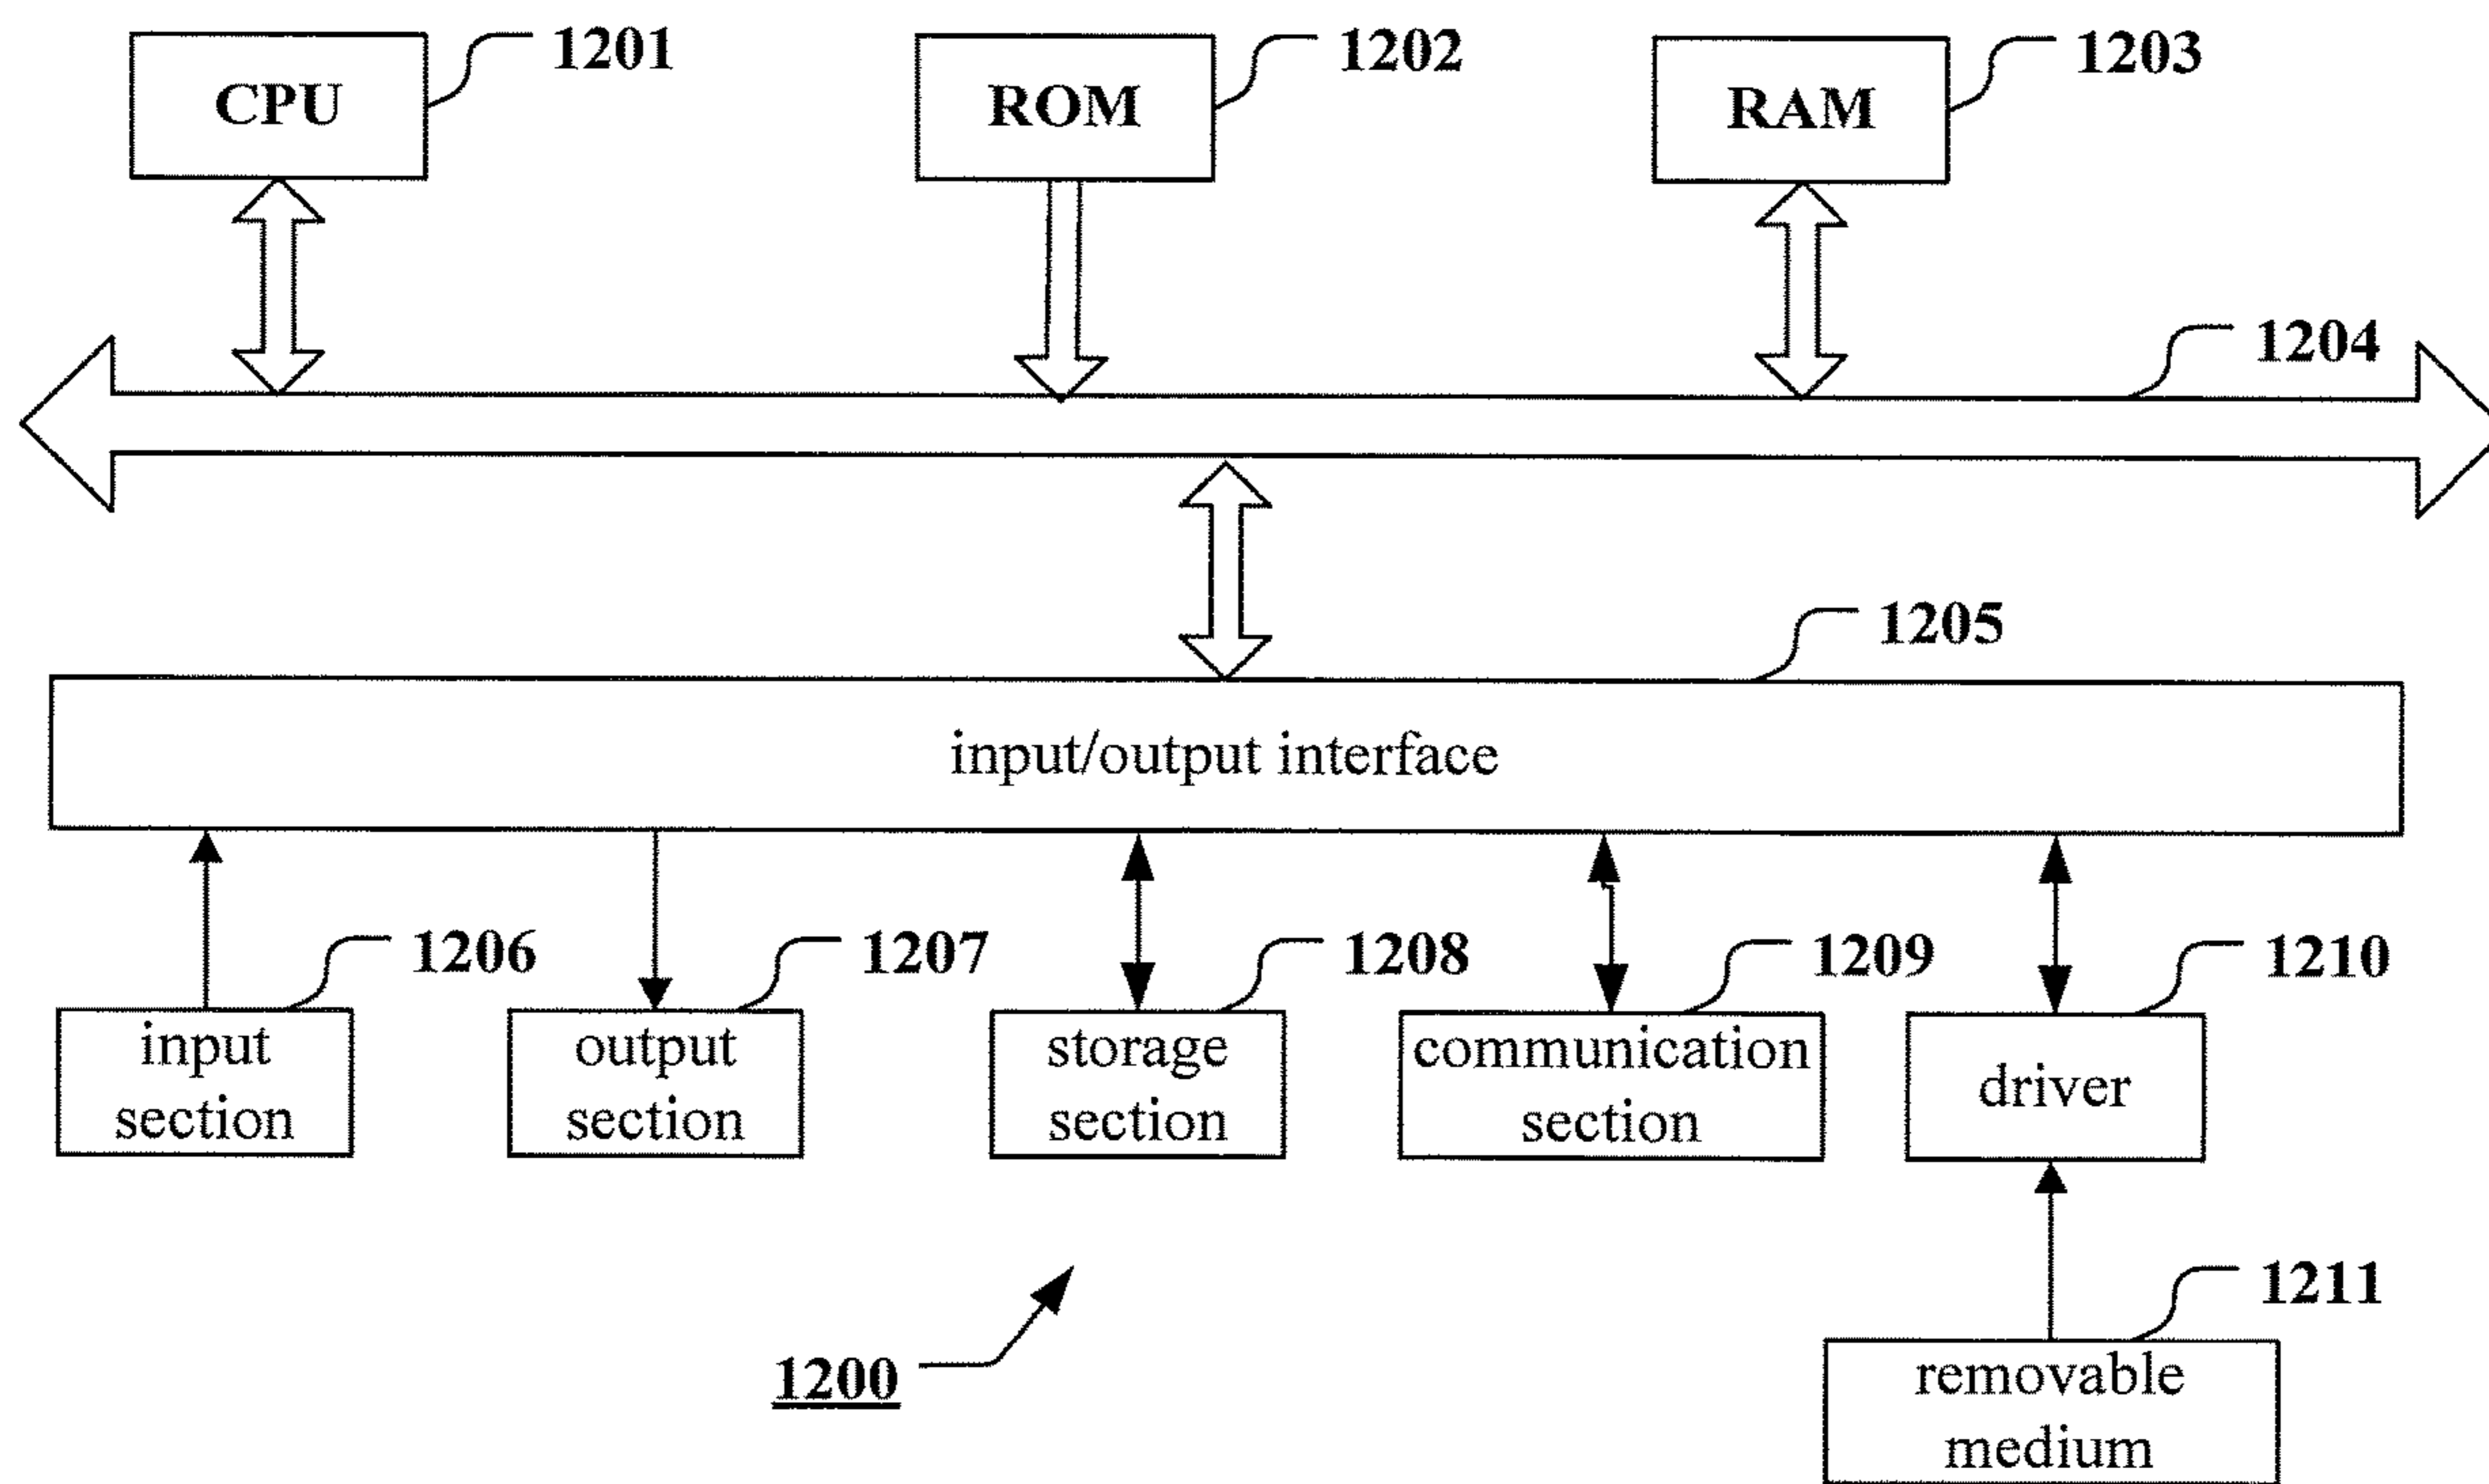 CPU
1201
ROM
1202
RAM
1203
1204
1205
input/output interface
1206
1207
1208
1209
1210
input
section
output
section
storage
section
communication
section
driver
1211
1200
removable
medium